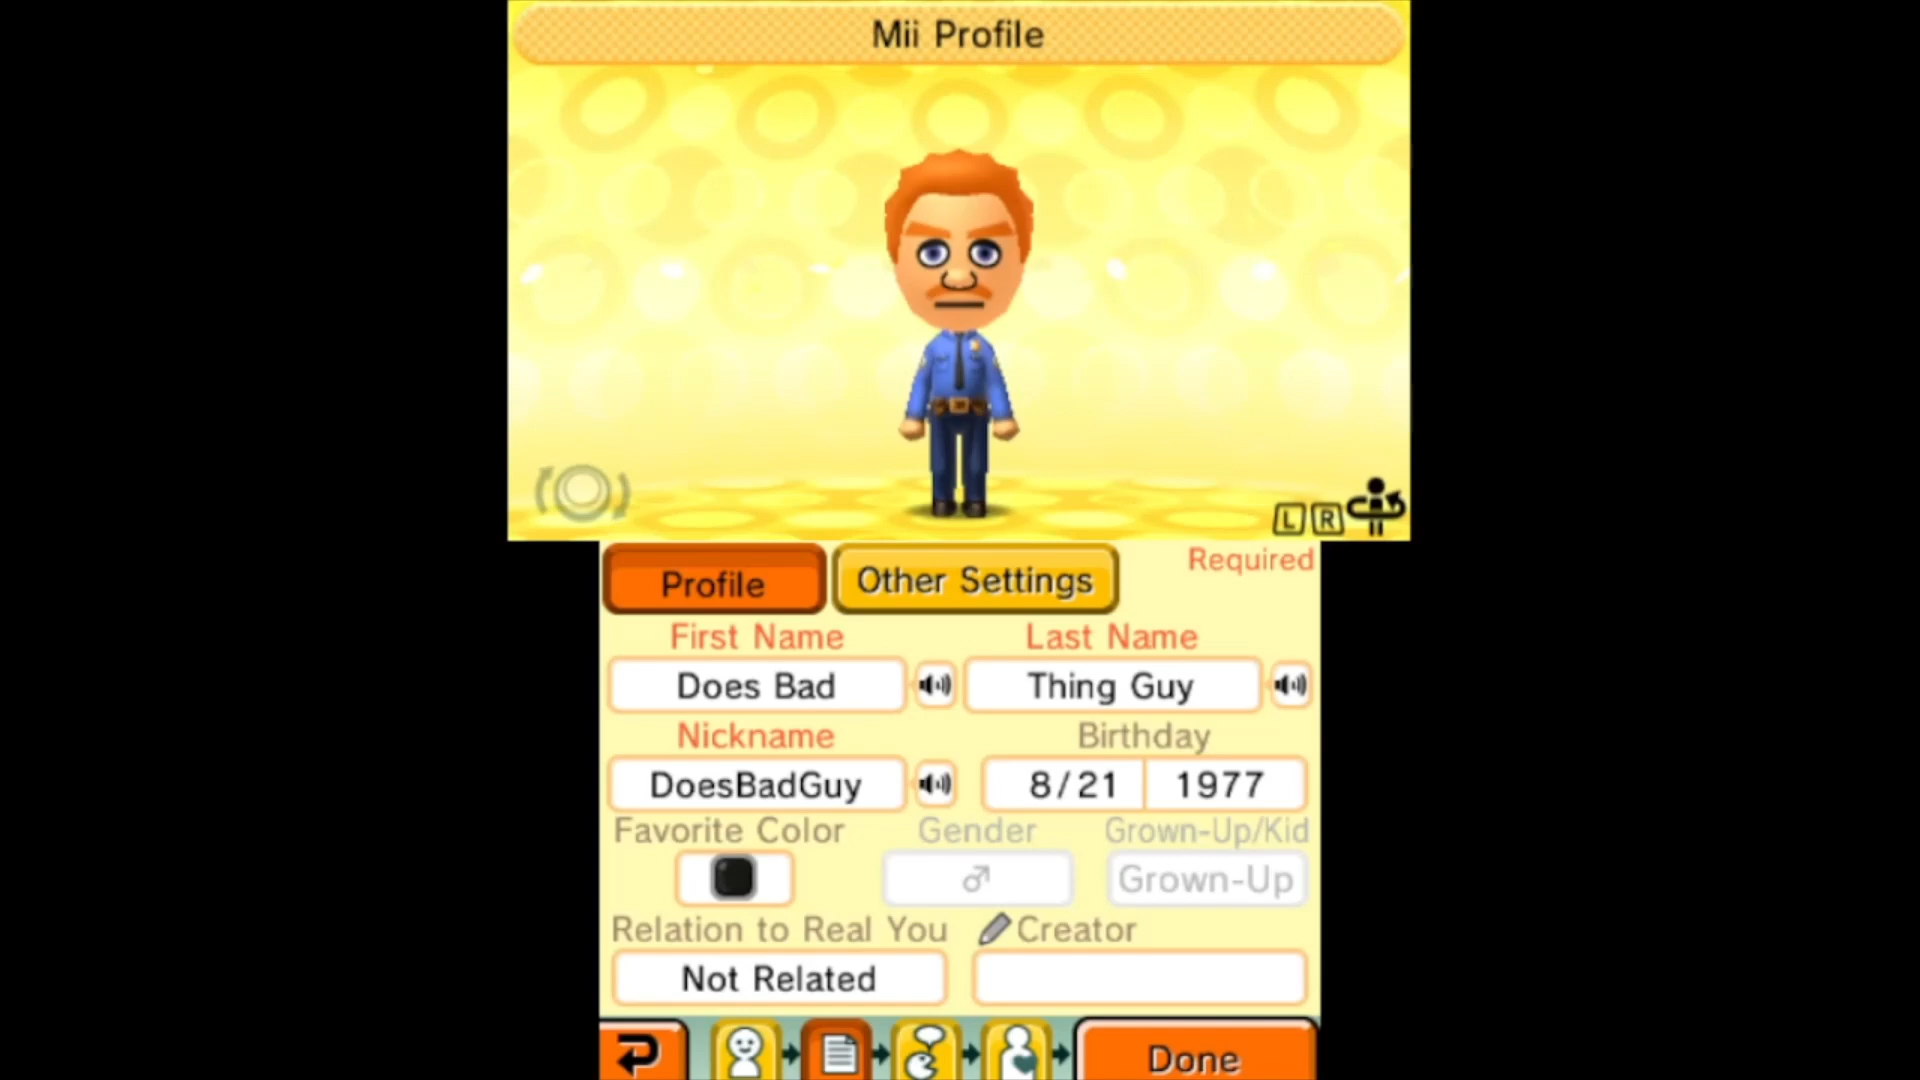 Mii Profile
L R
Profile Other Settings Required
First Name Last Name
Does Bad Thing Guy
Nickname Birthday
DoesBadGuy 8/21 1977
Favorite Color Gender Grown-Up/Kid
♂ Grown-Up
Relation to Real You Creator
Not Related
Done